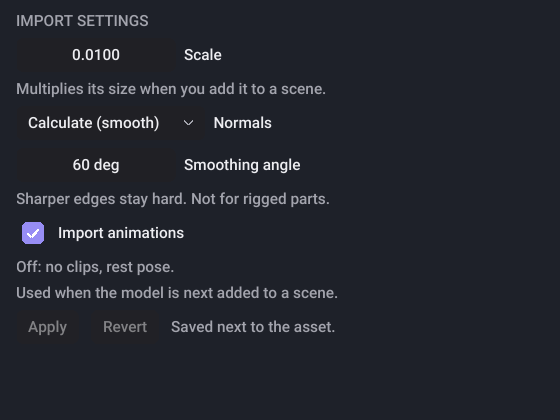 IMPORT SETTINGS
0.0100 Scale
Multiplies its size when you add it to a scene.
Calculate (smooth) Normals
60 deg Smoothing angle
Sharper edges stay hard. Not for rigged parts.
Import animations
Off: no clips, rest pose.
Used when the model is next added to a scene.
Apply Revert Saved next to the asset.